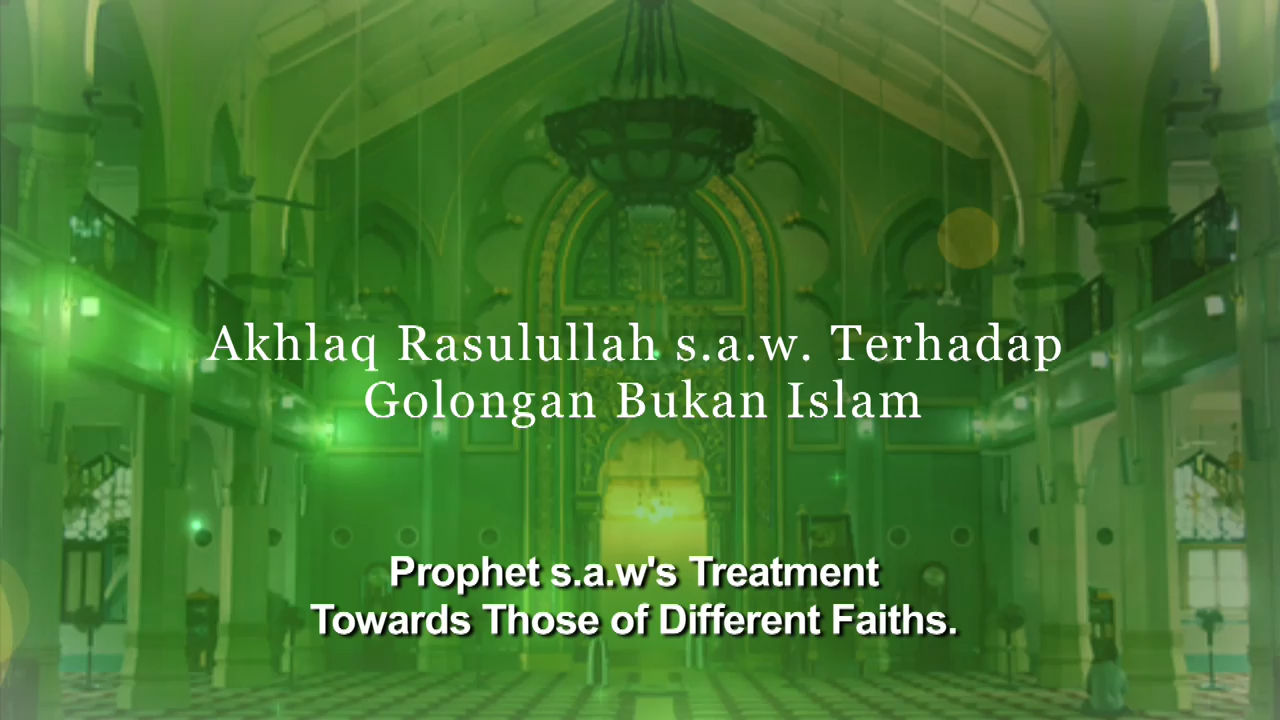 Akhlaq Rasulullah s.a.w. Terhadap
Golongan Bukan Islam
Prophet s.a.w's Treatment
Towards Those of Different Faiths.